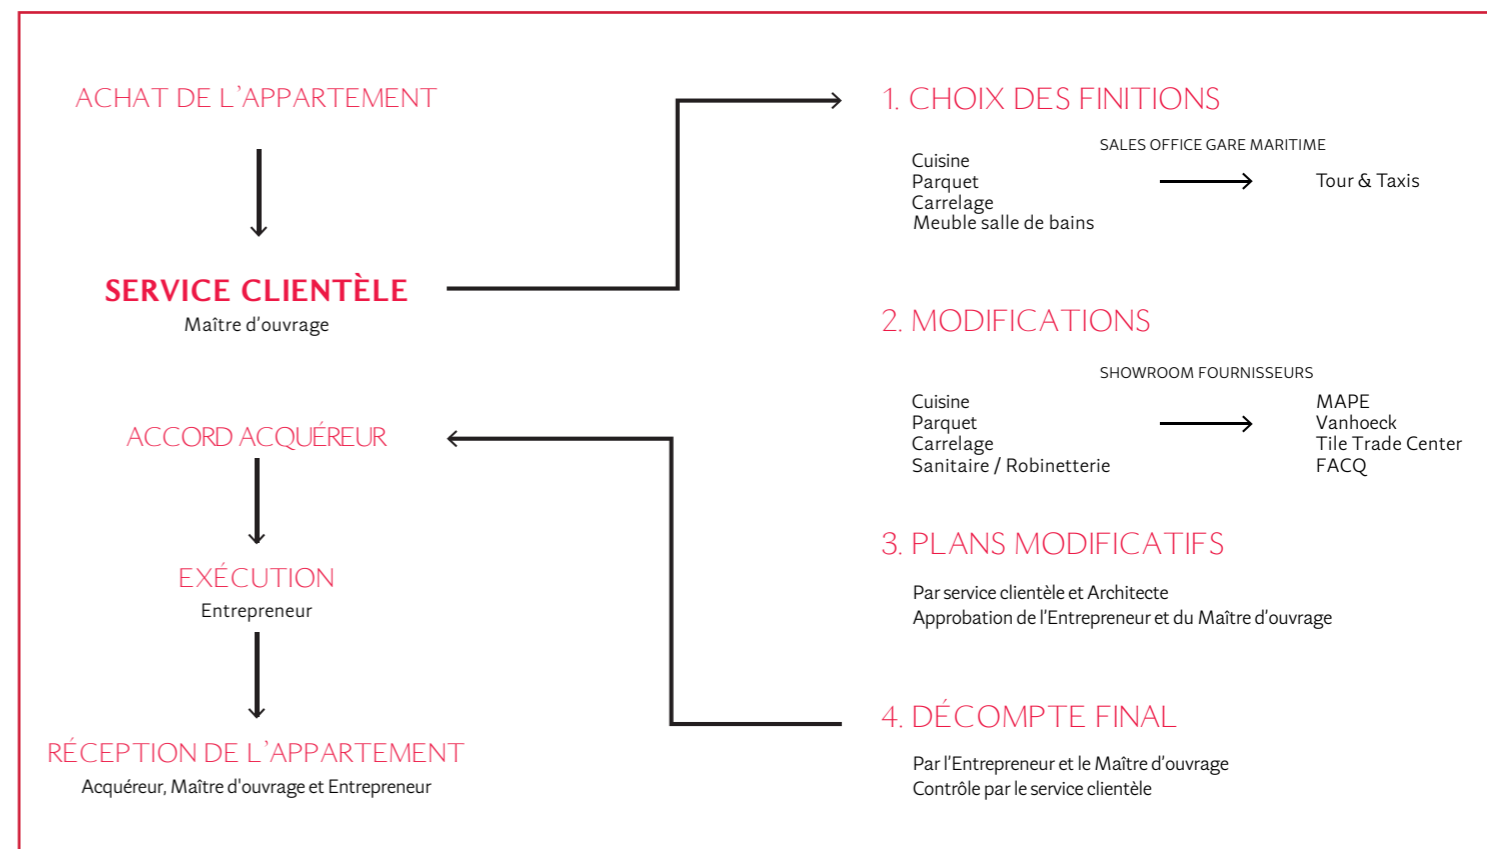 ACHAT DE L'APPARTEMENT
SERVICE CLIENTÈLE
Maître d'ouvrage
1. CHOIX DES FINITIONS
SALES OFFICE GARE MARITIME
Cuisine
Parquet
Carrelage
Meuble salle de bains
Tour & Taxis
2. MODIFICATIONS
SHOWROOM FOURNISSEURS
Cuisine
Parquet
Carrelage
Sanitaire / Robinetterie
MAPE
Vanhoeck
Tile Trade Center
FACQ
3. PLANS MODIFICATIFS
Par service clientèle et Architecte
Approbation de l'Entrepreneur et du Maître d'ouvrage
4. DÉCOMPTE FINAL
Par l'Entrepreneur et le Maître d'ouvrage
Contrôle par le service clientèle
ACCORD ACQUÉREUR
EXÉCUTION
Entrepreneur
RÉCEPTION DE L'APPARTEMENT
Acquéreur, Maître d'ouvrage et Entrepreneur